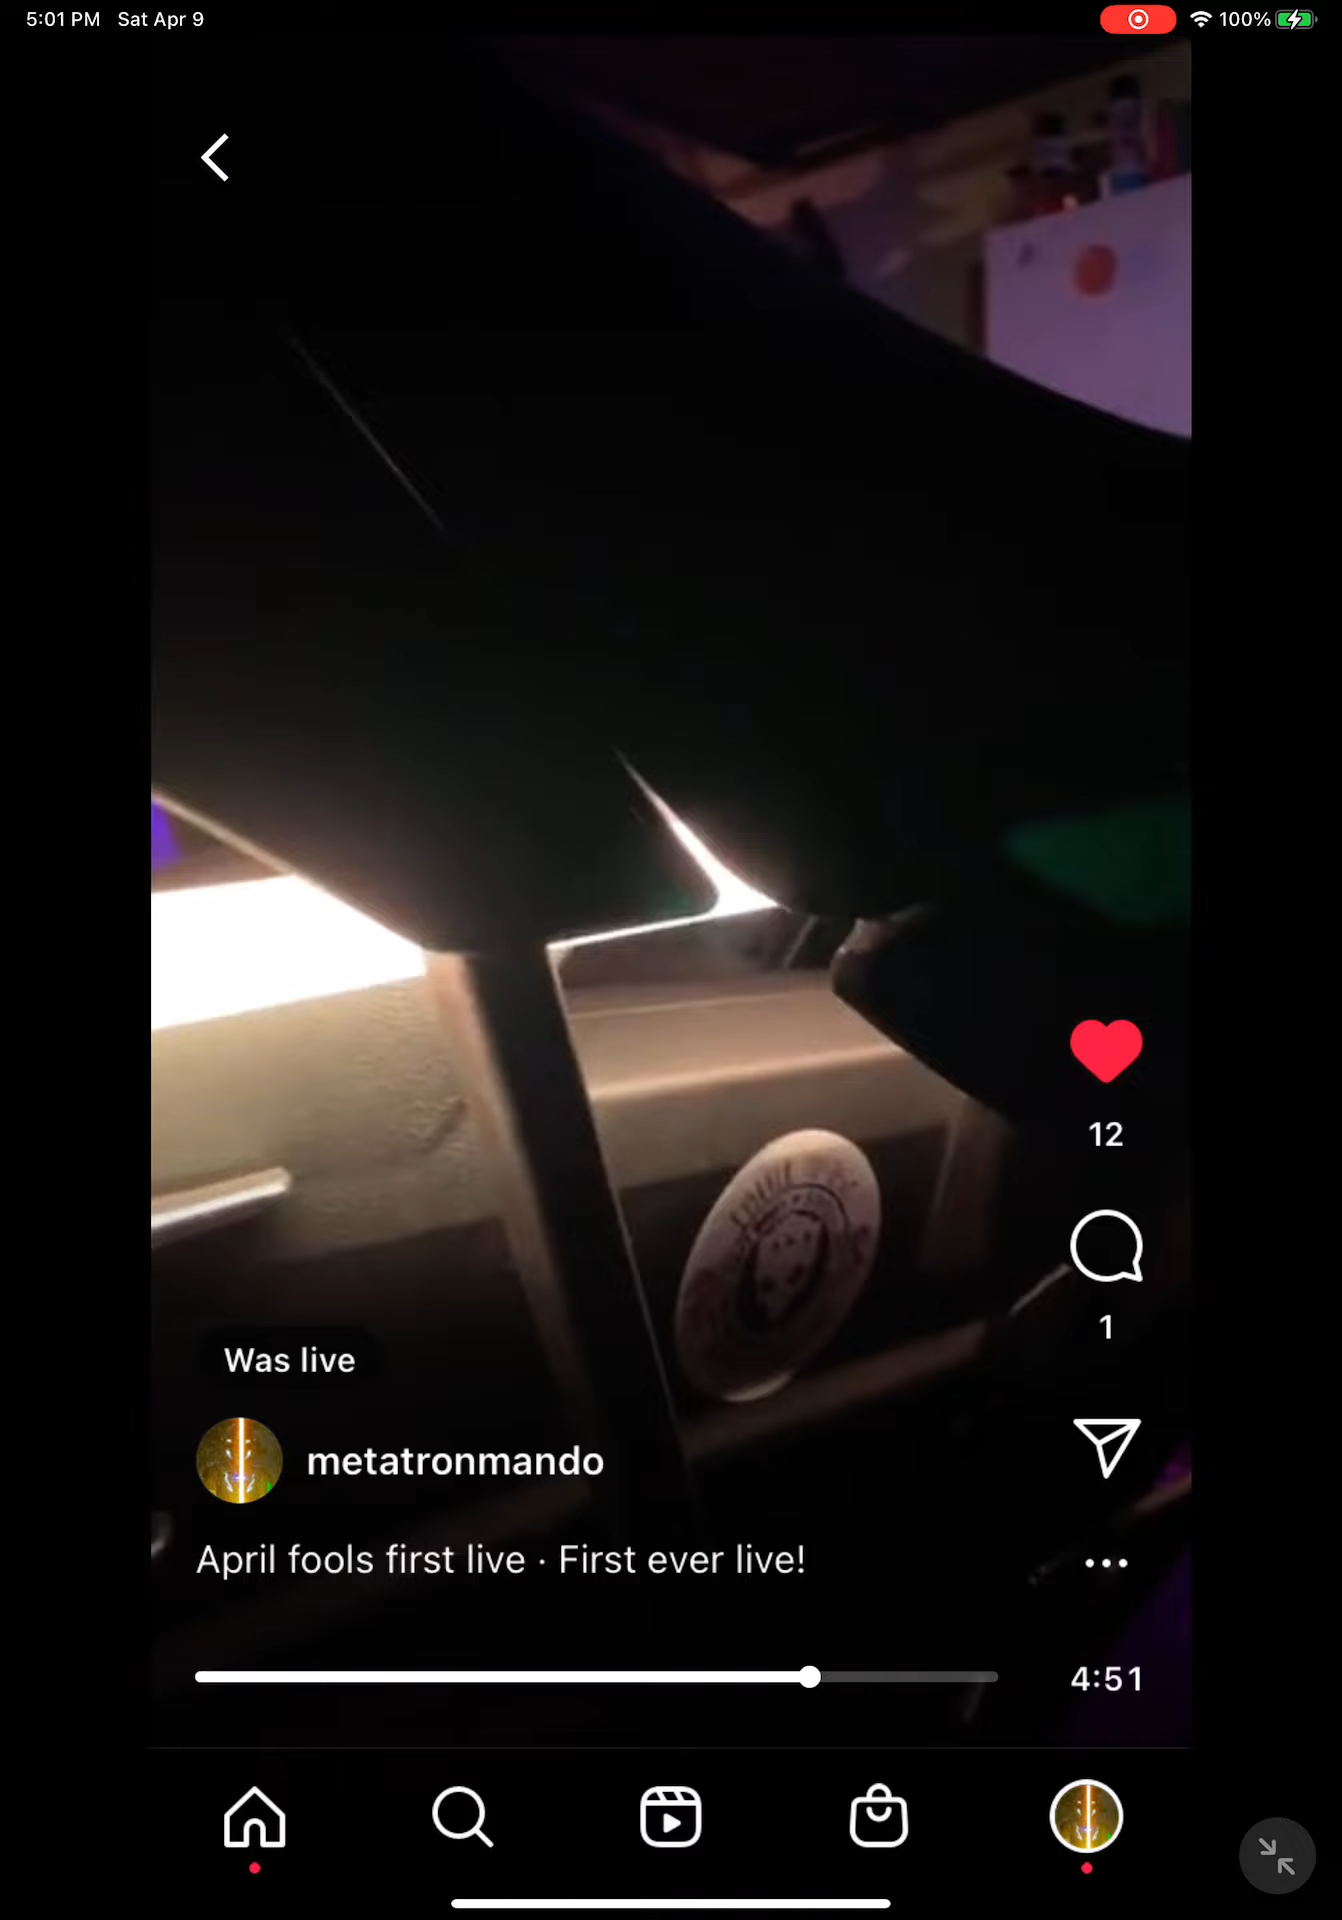 5:01 PM Sat Apr 9
100%
12
1
Was live
metatronmando
April fools first live · First ever live!
4:51